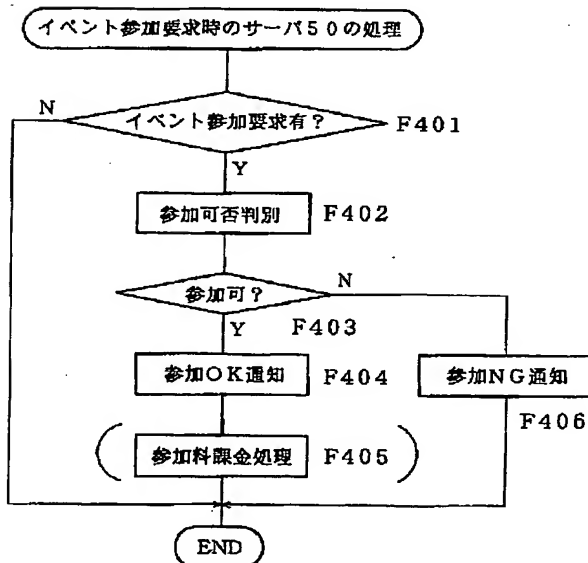 イベント参加要求時のサーバ50の処理
N
イベント参加要求有？ F401
Y
参加可否判別 F402
参加可？ N
Y F403
参加OK通知 F404
参加NG通知
F406
(参加料課金処理 F405)
END